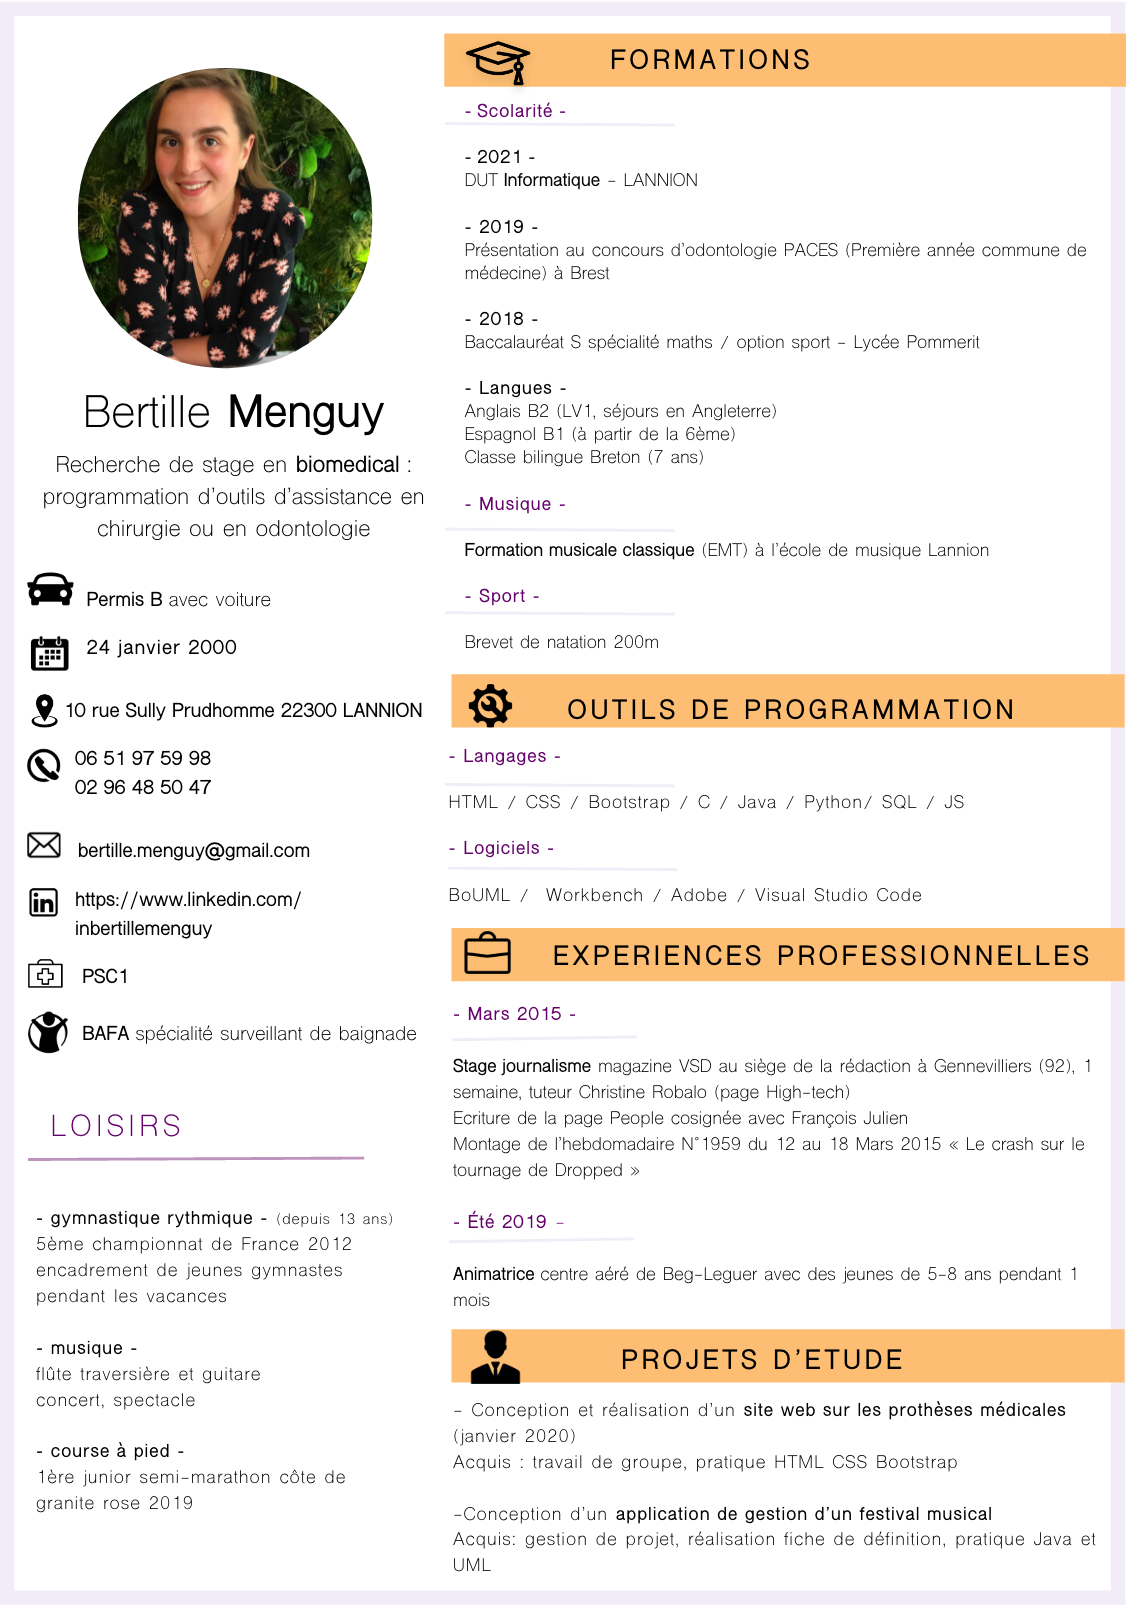 Bertille Menguy
Recherche de stage en biomedical :
programmation d'outils d'assistance en
chirurgie ou en odontologie
Permis B avec voiture
24 janvier 2000
10 rue Sully Prudhomme 22300 LANNION
06 51 97 59 98
02 96 48 50 47
bertille.menguy@gmail.com
https://www.linkedin.com/
inbertillemenguy
PSC1
BAFA spécialité surveillant de baignade
LOISIRS
- gymnastique rythmique - (depuis 13 ans)
5ème championnat de France 2012
encadrement de jeunes gymnastes
pendant les vacances
- musique -
flûte traversière et guitare
concert, spectacle
- course à pied -
1ère junior semi-marathon côte de
granite rose 2019
FORMATIONS
- Scolarité -
- 2021 -
DUT Informatique - LANNION
- 2019 -
Présentation au concours d'odontologie PACES (Première année commune de
médecine) à Brest
- 2018 -
Baccalauréat S spécialité maths / option sport - Lycée Pommerit
- Langues -
Anglais B2 (LV1, séjours en Angleterre)
Espagnol B1 (à partir de la 6ème)
Classe bilingue Breton (7 ans)
- Musique -
Formation musicale classique (EMT) à l'école de musique Lannion
- Sport -
Brevet de natation 200m
OUTILS DE PROGRAMMATION
- Langages -
HTML / CSS / Bootstrap / C / Java / Python/ SQL / JS
- Logiciels -
BoUML / Workbench / Adobe / Visual Studio Code
EXPERIENCES PROFESSIONNELLES
- Mars 2015 -
Stage journalisme magazine VSD au siège de la rédaction à Gennevilliers (92), 1
semaine, tuteur Christine Robalo (page High-tech)
Ecriture de la page People cosignée avec François Julien
Montage de l'hebdomadaire N°1959 du 12 au 18 Mars 2015 « Le crash sur le
tournage de Dropped »
- Été 2019 -
Animatrice centre aéré de Beg-Leguer avec des jeunes de 5-8 ans pendant 1
mois
PROJETS D'ETUDE
- Conception et réalisation d'un site web sur les prothèses médicales
(janvier 2020)
Acquis : travail de groupe, pratique HTML CSS Bootstrap
-Conception d'un application de gestion d'un festival musical
Acquis: gestion de projet, réalisation fiche de définition, pratique Java et
UML